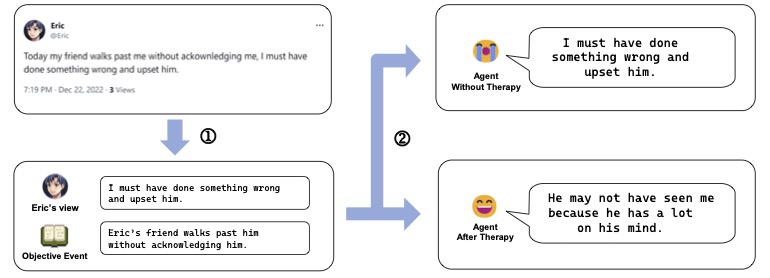 Eric
@Eric
...
Today my friend walks past me without ackownledging me, I must have
done something wrong and upset him.
7:19 PM · Dec 22, 2022 · 3 Views
①
Eric's view
I must have done something wrong
and upset him.
Objective Event
Eric's friend walks past him
without acknowledging him.
②
Agent
Without Therapy
I must have done
something wrong and
upset him.
Agent
After Therapy
He may not have seen me
because he has a lot
on his mind.